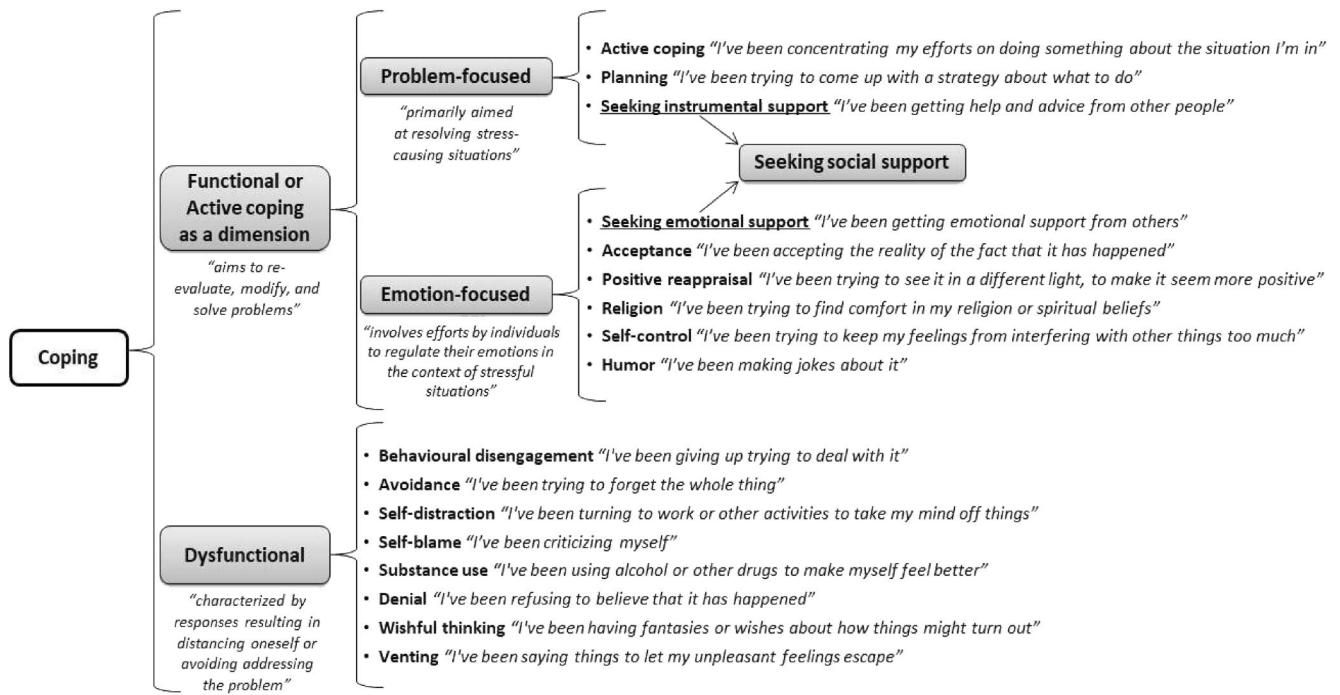 Coping
Functional or
Active coping
as a dimension
“aims to re-
evaluate, modify, and
solve problems”
Problem-focused
“primarily aimed
at resolving stress-
causing situations”
• Active coping “I’ve been concentrating my efforts on doing something about the situation I’m in”
• Planning “I’ve been trying to come up with a strategy about what to do”
• Seeking instrumental support “I’ve been getting help and advice from other people”
Seeking social support
Emotion-focused
“involves efforts by individuals
to regulate their emotions in
the context of stressful
situations”
• Seeking emotional support “I’ve been getting emotional support from others”
• Acceptance “I’ve been accepting the reality of the fact that it has happened”
• Positive reappraisal “I’ve been trying to see it in a different light, to make it seem more positive”
• Religion “I’ve been trying to find comfort in my religion or spiritual beliefs”
• Self-control “I’ve been trying to keep my feelings from interfering with other things too much”
• Humor “I’ve been making jokes about it”
Dysfunctional
“characterized by
responses resulting in
distancing oneself or
avoiding addressing
the problem”
• Behavioural disengagement “I've been giving up trying to deal with it”
• Avoidance “I've been trying to forget the whole thing”
• Self-distraction “I've been turning to work or other activities to take my mind off things”
• Self-blame “I’ve been criticizing myself”
• Substance use “I've been using alcohol or other drugs to make myself feel better”
• Denial “I've been refusing to believe that it has happened”
• Wishful thinking “I've been having fantasies or wishes about how things might turn out”
• Venting “I've been saying things to let my unpleasant feelings escape”